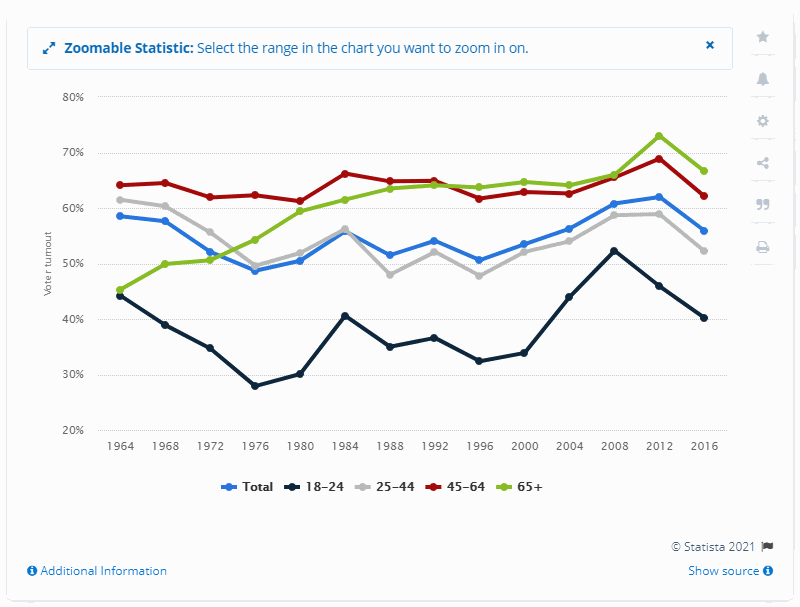 Zoomable Statistic: Select the range in the chart you want to zoom in on.
80%
70%
60%
50%
40%
30%
20%
Voter turnout
1964 1968 1972 1976 1980 1984 1988 1992 1996 2000 2004 2008 2012 2016
Total 18–24 25–44 45–64 65+
© Statista 2021
Additional Information Show source